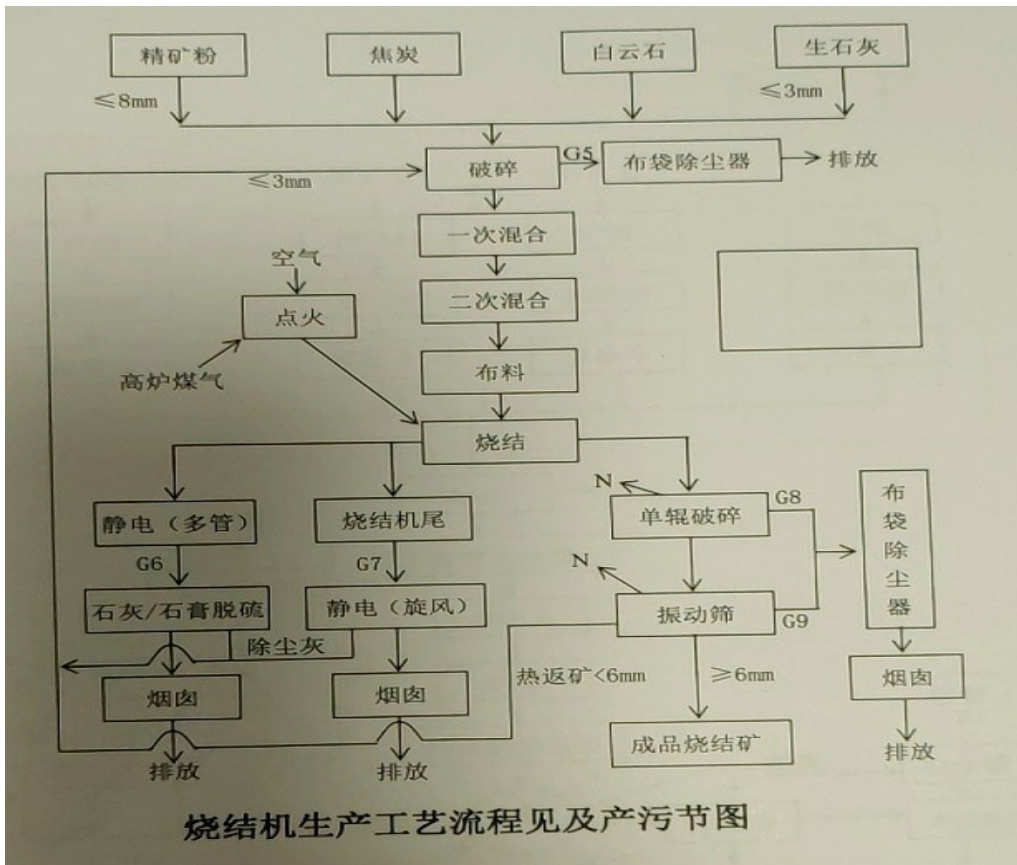 精矿粉
焦炭
白云石
生石灰
≤8mm
≤3mm
破碎
G5
布袋除尘器
排放
≤3mm
一次混合
空气
二次混合
点火
高炉煤气
布料
烧结
N
G8
布袋除尘器
静电（多管）
烧结机尾
单辊破碎
G6
G7
N
石灰/石膏脱硫
静电（旋风）
振动筛
G9
除尘灰
热返矿<6mm
≥6mm
烟囱
烟囱
烟囱
成品烧结矿
排放
排放
排放
烧结机生产工艺流程见及产污节图